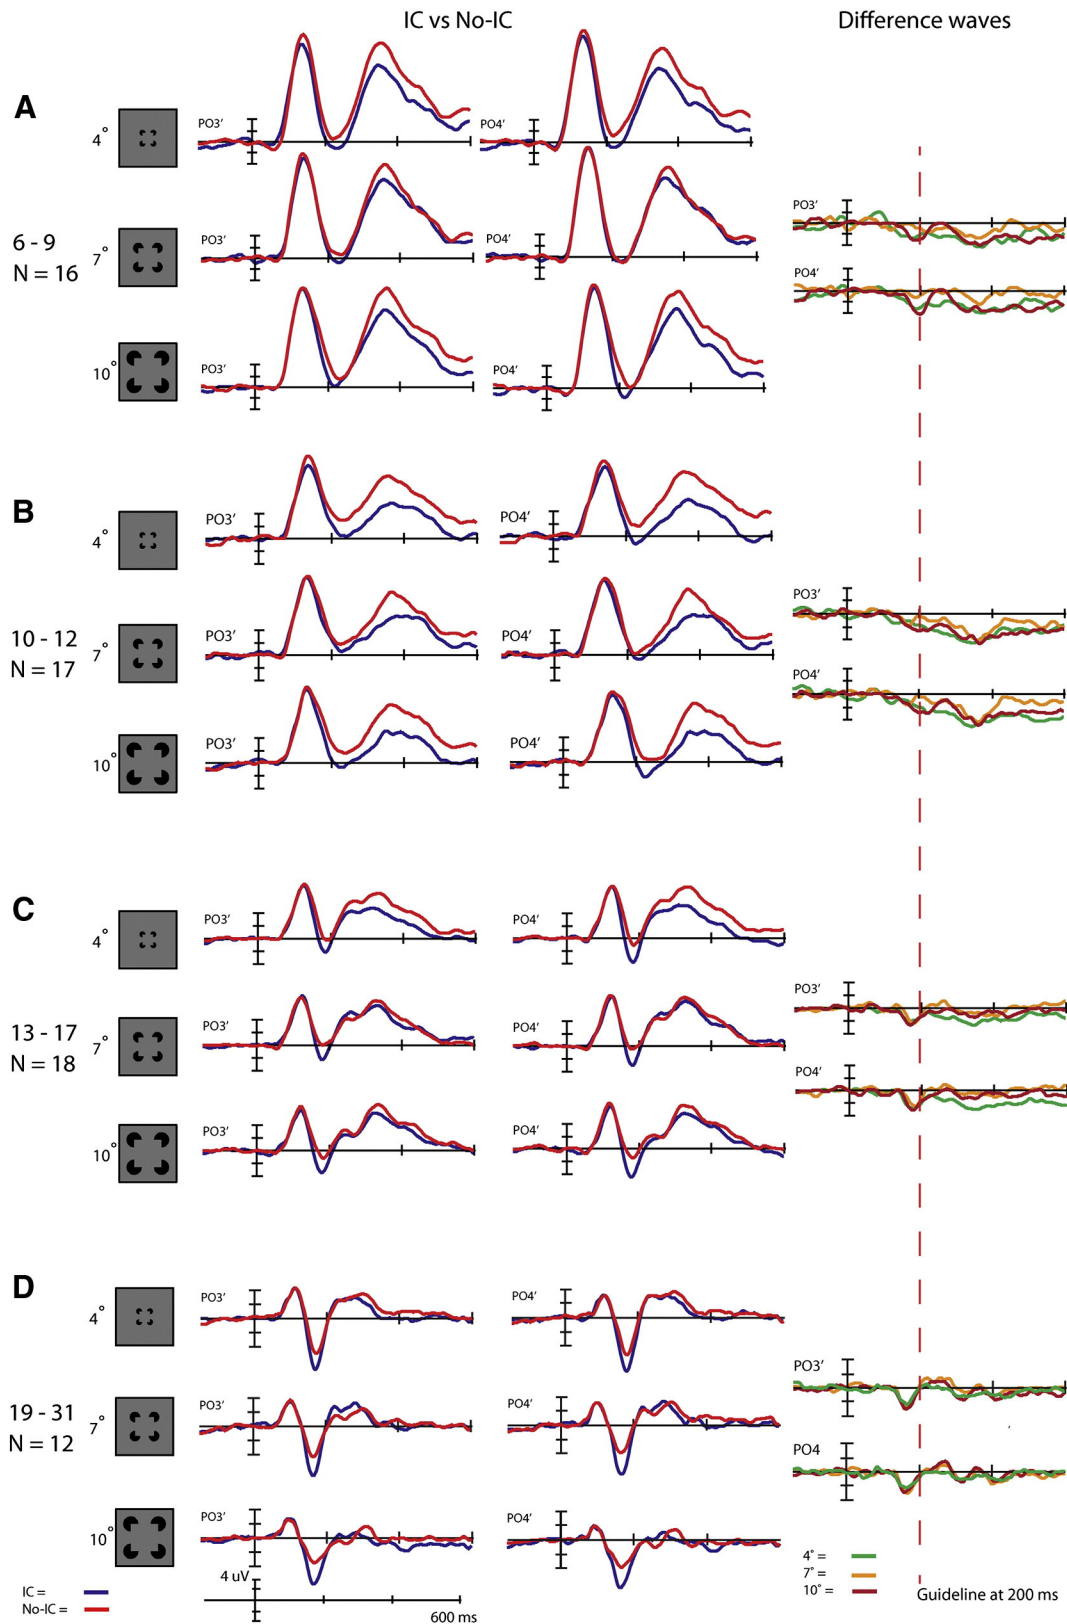 IC vs No-IC
Difference waves
A
4°
PO3'
PO4'
6 - 9
N = 16
7°
PO3'
PO4'
PO3'
PO4'
10°
PO3'
PO4'
B
4°
PO3'
PO4'
10 - 12
N = 17
7°
PO3'
PO4'
PO3'
PO4'
10°
PO3'
PO4'
C
4°
PO3'
PO4'
13 - 17
N = 18
7°
PO3'
PO4'
PO3'
PO4'
10°
PO3'
PO4'
D
4°
PO3'
PO4'
19 - 31
N = 12
7°
PO3'
PO4'
PO3'
PO4
10°
PO3'
PO4'
IC =
No-IC =
4 uV
600 ms
4° =
7° =
10° =
Guideline at 200 ms